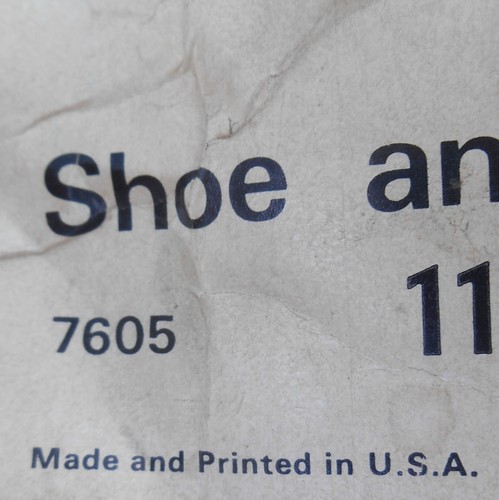 Shoe an
7605 11
Made and Printed in U.S.A.